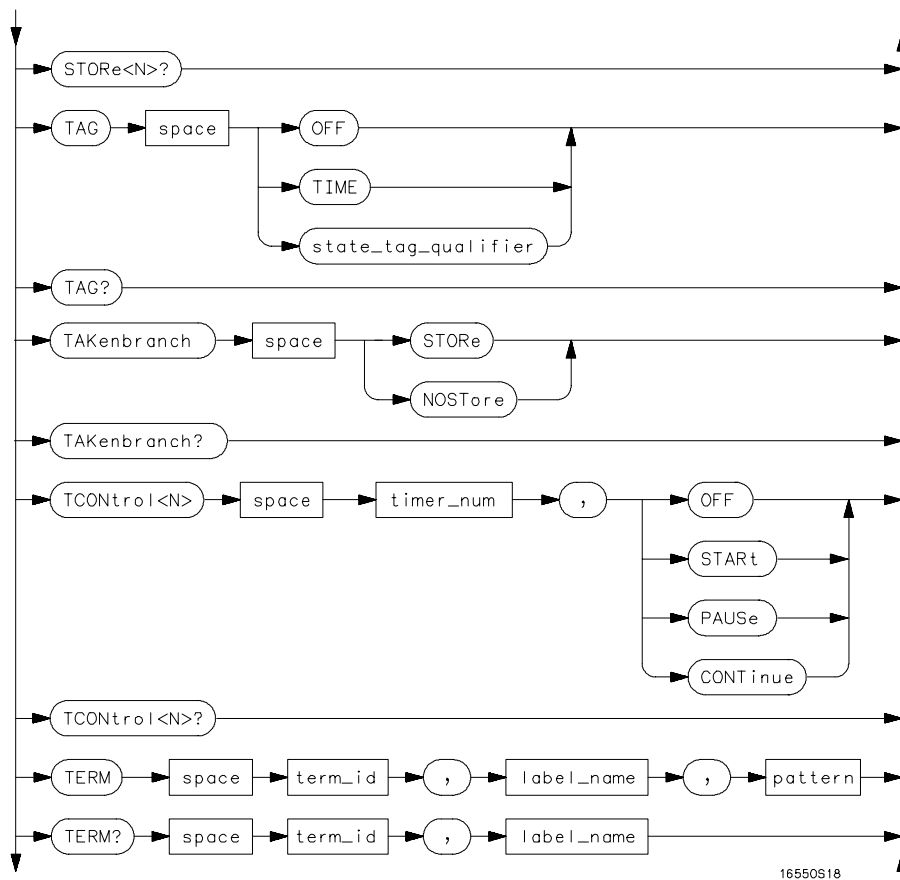 STORe<N>?
TAG space OFF
TIME
state_tag_qualifier
TAG?
TAKenbranch space STORe
NOSTore
TAKenbranch?
TCONtrol<N> space timer_num , OFF
STARt
PAUSe
CONTinue
TCONtrol<N>?
TERM space term_id , label_name , pattern
TERM? space term_id , label_name
16550S18